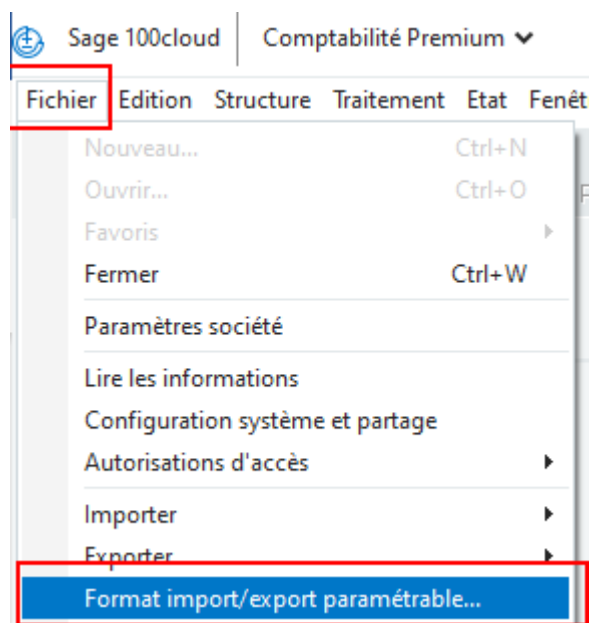 Sage 100cloud Comptabilité Premium
Fichier Edition Structure Traitement Etat Fenêt
Nouveau... Ctrl+N
Ouvrir... Ctrl+O
Favoris
Fermer Ctrl+W
Paramètres société
Lire les informations
Configuration système et partage
Autorisations d'accès
Importer
Exporter
Format import/export paramétrable...